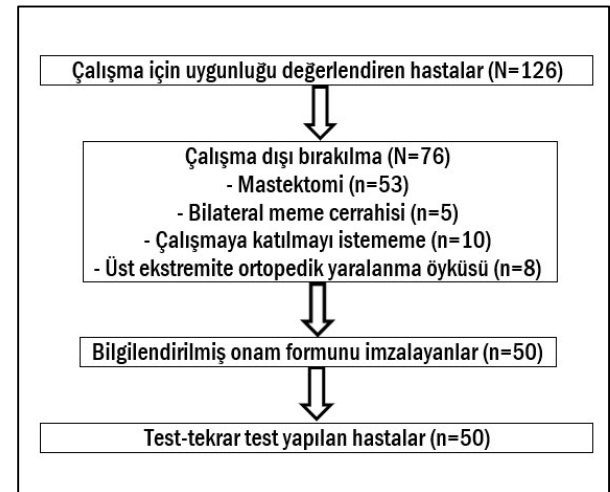 Çalışma için uygunluğu değerlendiren hastalar (N=126)
Çalışma dışı bırakılma (N=76)
- Mastektomi (n=53)
- Bilateral meme cerrahisi (n=5)
- Çalışmaya katılmayı istememe (n=10)
- Üst ekstremite ortopedik yaralanma öyküsü (n=8)
Bilgilendirilmiş onam formunu imzalayanlar (n=50)
Test-tekrar test yapılan hastalar (n=50)